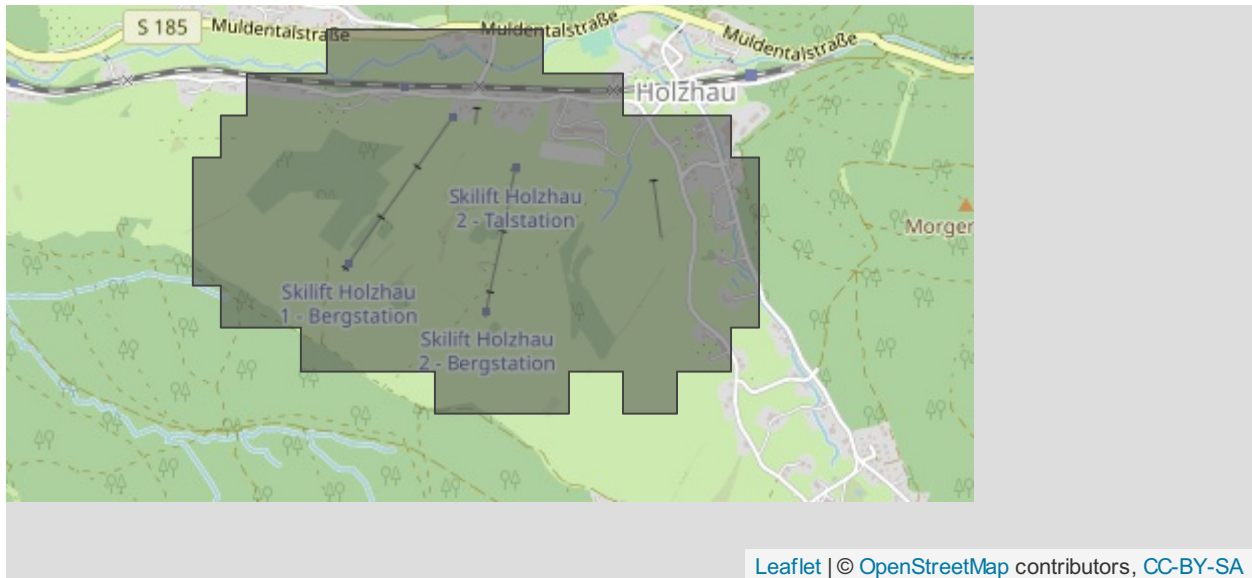 S 185
Muldentalstraße
Muldentalstraße
Muldentalstraße
Holzhau
Skilift Holzhau
2 - Talstation
Morger
Skilift Holzhau
1 - Bergstation
Skilift Holzhau
2 - Bergstation
Leaflet | © OpenStreetMap contributors, CC-BY-SA